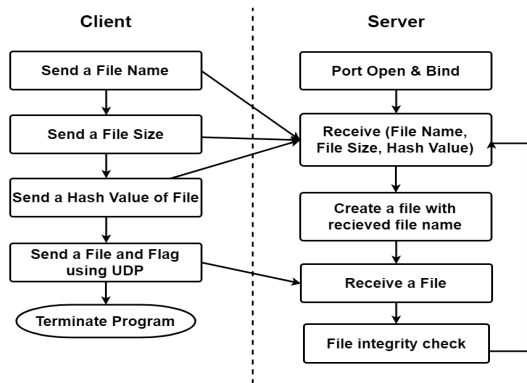 Client
Send a File Name
Send a File Size
Send a Hash Value of File
Send a File and Flag
using UDP
Terminate Program
Server
Port Open & Bind
Receive (File Name,
File Size, Hash Value)
Create a file with
recieved file name
Receive a File
File integrity check